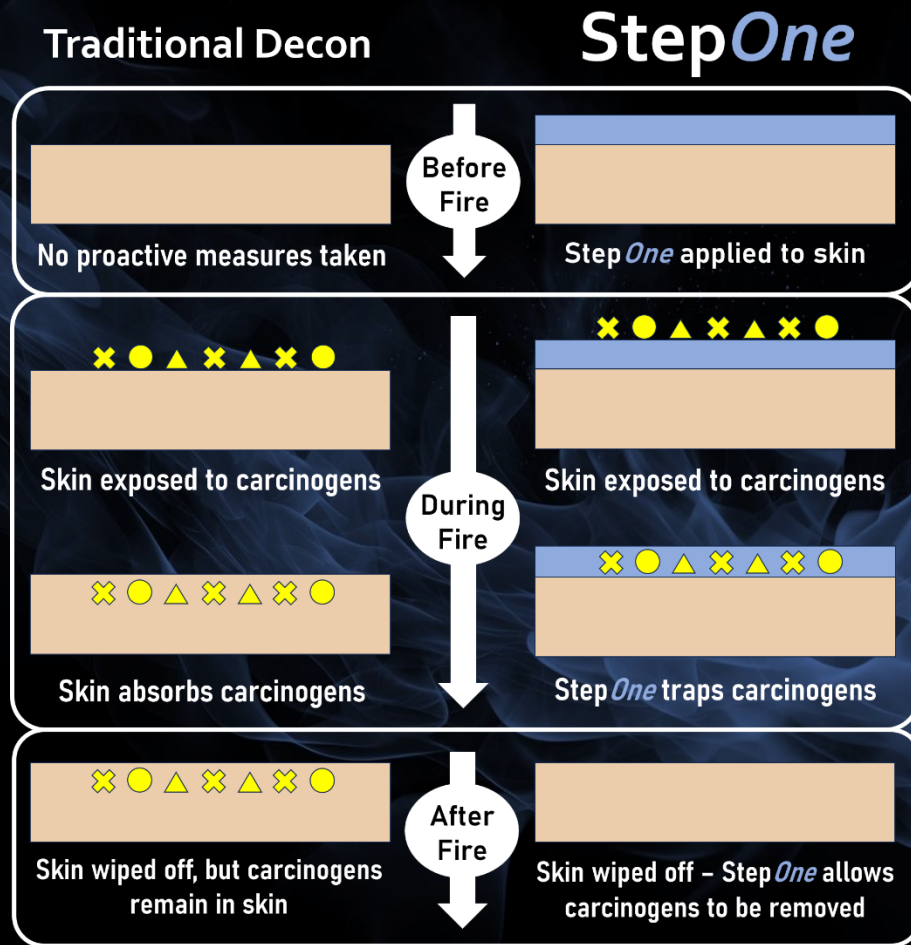 Traditional Decon
StepOne
Before
Fire
No proactive measures taken
StepOne applied to skin
Skin exposed to carcinogens
Skin exposed to carcinogens
During
Fire
Skin absorbs carcinogens
StepOne traps carcinogens
After
Fire
Skin wiped off, but carcinogens
remain in skin
Skin wiped off – StepOne allows
carcinogens to be removed